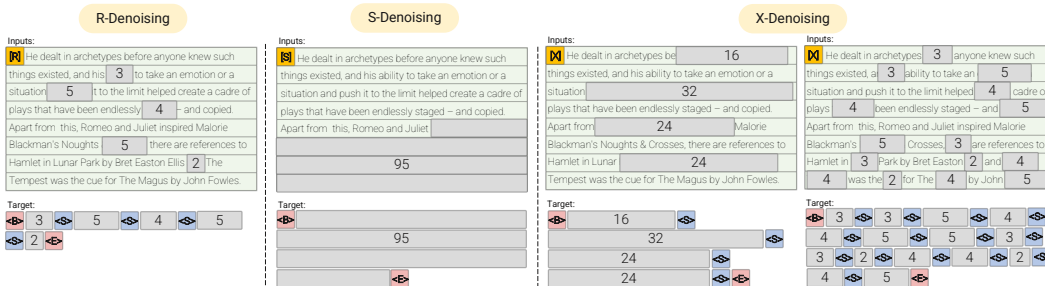 R-Denoising
S-Denoising
X-Denoising
Inputs:
[R] He dealt in archetypes before anyone knew such
things existed, and his 3 to take an emotion or a
situation 5 it to the limit helped create a cadre of
plays that have been endlessly 4 – and copied.
Apart from this, Romeo and Juliet inspired Malorie
Blackman's Noughts 5 there are references to
Hamlet in Lunar Park by Bret Easton Ellis 2 The
Tempest was the cue for The Magus by John Fowles.
Target:
<B> 3 <S> 5 <S> 4 <S> 5
<S> 2 <E>
Inputs:
[S] He dealt in archetypes before anyone knew such
things existed, and his ability to take an emotion or a
situation and push it to the limit helped create a cadre of
plays that have been endlessly staged – and copied.
Apart from this, Romeo and Juliet
95
Target:
<B>
95
<E>
Inputs:
[X] He dealt in archetypes be 16
things existed, and his ability to take an emotion or a
situation 32
plays that have been endlessly staged – and copied.
Apart from 24 Malorie
Blackman's Noughts & Crosses, there are references to
Hamlet in Lunar 24
Tempest was the cue for The Magus by John Fowles.
Target:
<B> 16 <S>
32 <S>
24 <S>
24 <S> <E>
Inputs:
[X] He dealt in archetypes 3 anyone knew such
things existed, a 3 ability to take an 5
situation and push it to the limit helped 4 cadre o
plays 4 been endlessly staged – and 5
Apart from this, Romeo and Juliet inspired Malorie
Blackman's 5 Crosses, 3 are references to
Hamlet in 3 Park by Bret Easton 2 and 4
4 was the 2 for The 4 by John 5
Target:
<B> 3 <S> 3 <S> 5 <S> 4 <S>
4 <S> 5 <S> 5 <S> 3 <S>
3 <S> 2 <S> 4 <S> 4 <S> 2 <S>
4 <S> 5 <E>